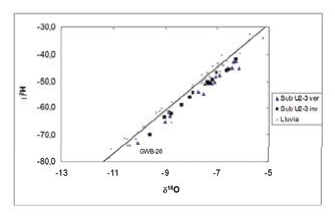 -30,0
-40,0
-50,0
-60,0
-70,0
-80,0
-13 -11 -9 -7 -5
δ18O
GWB-26
Sub U2-3 ver
Sub U2-3 inv
Lluvia